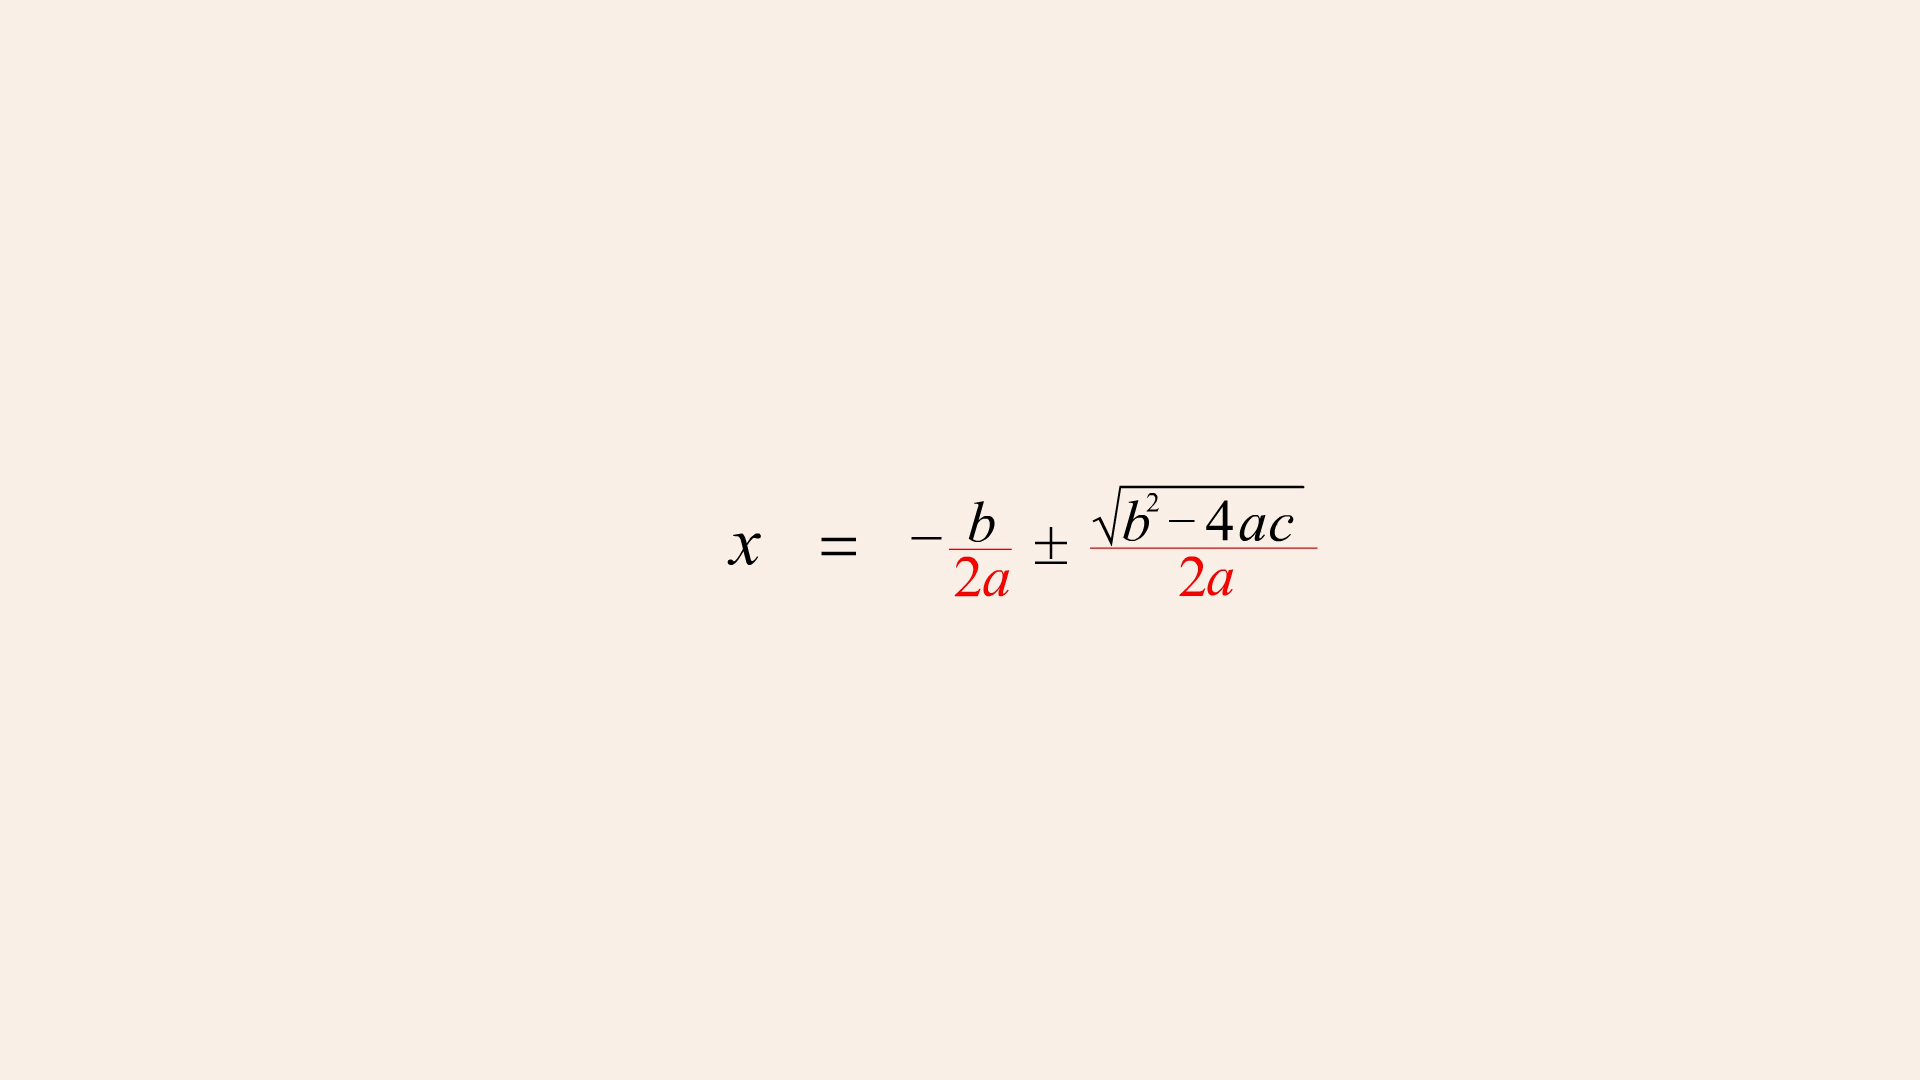 x = − b/2a ± √(b² − 4ac)/2a